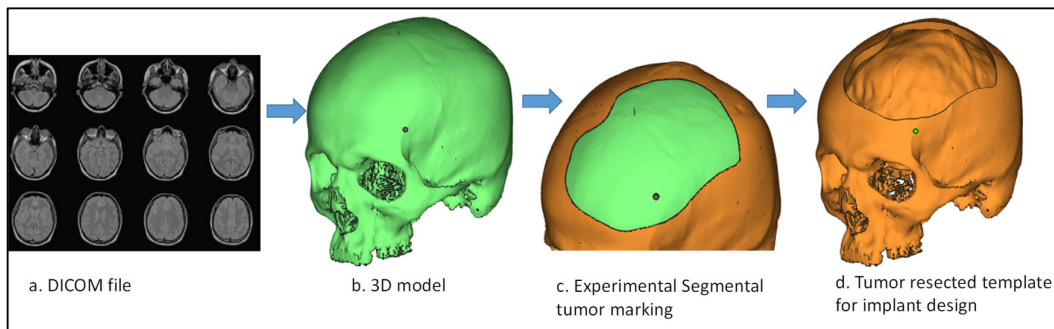 a. DICOM file
b. 3D model
c. Experimental Segmental
tumor marking
d. Tumor resected template
for implant design